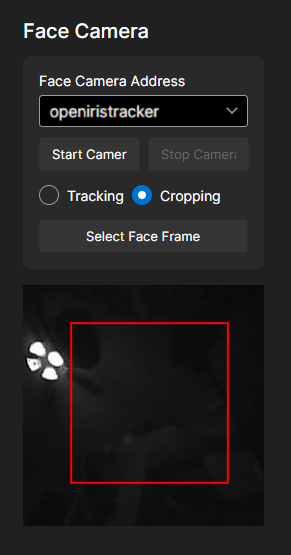 Face Camera
Face Camera Address
openiristracker
Start Camer
Stop Camera
Tracking
Cropping
Select Face Frame